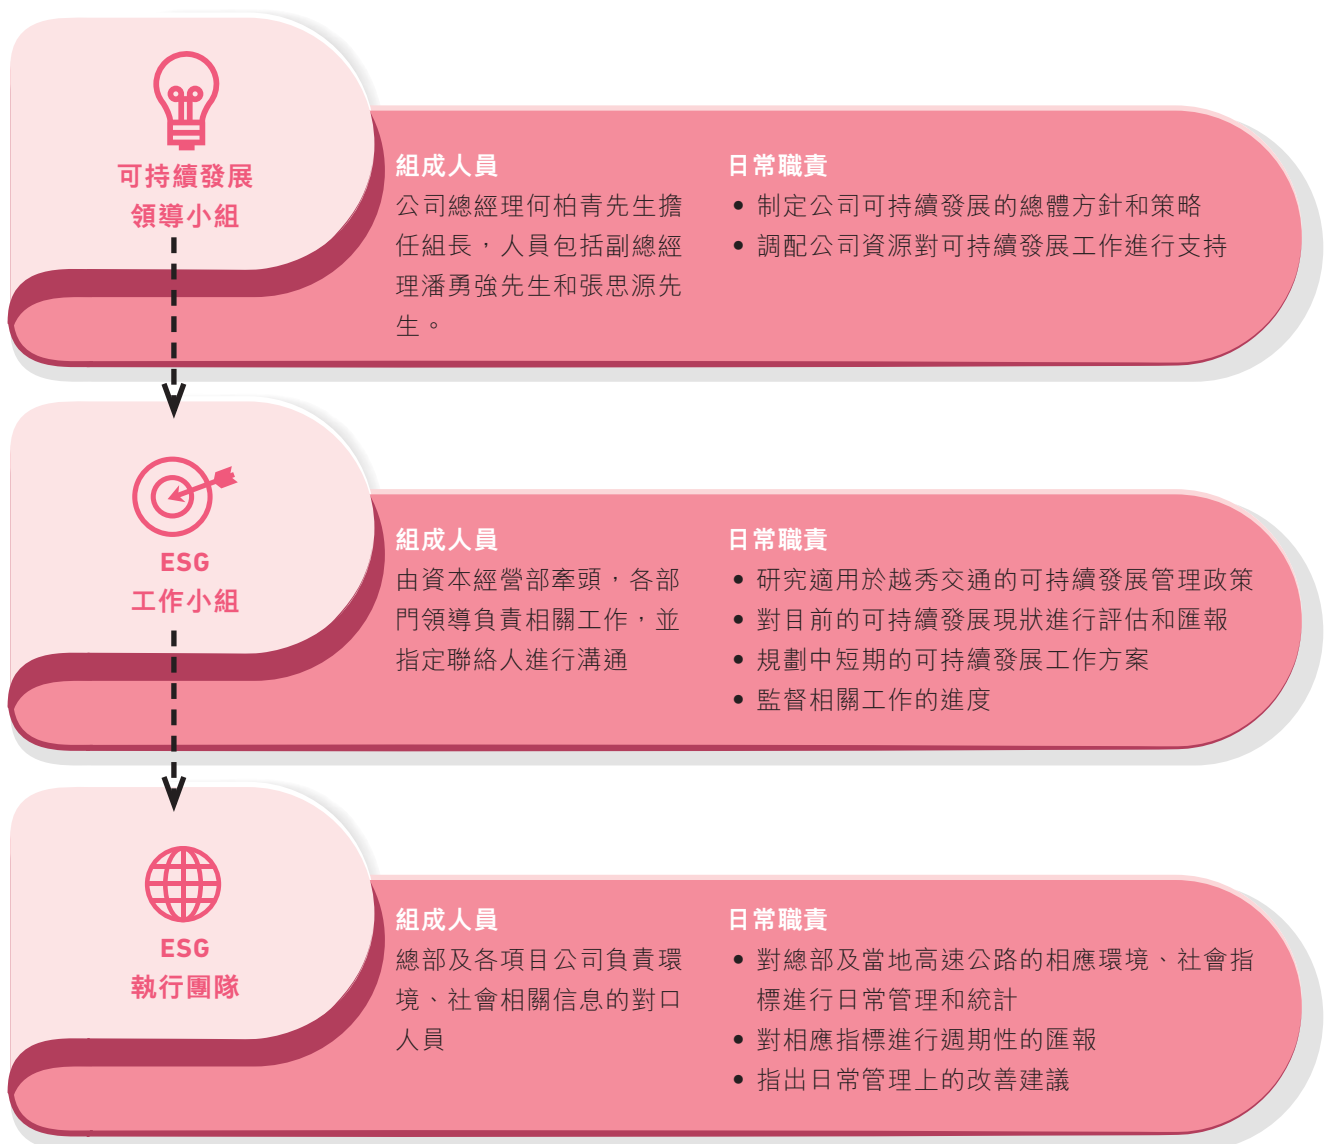 可持續發展
領導小組
組成人員
公司總經理何柏青先生擔
任組長，人員包括副總經
理潘勇強先生和張思源先
生。
日常職責
• 制定公司可持續發展的總體方針和策略
• 調配公司資源對可持續發展工作進行支持
ESG
工作小組
組成人員
由資本經營部牽頭，各部
門領導負責相關工作，並
指定聯絡人進行溝通
日常職責
• 研究適用於越秀交通的可持續發展管理政策
• 對目前的可持續發展現狀進行評估和匯報
• 規劃中短期的可持續發展工作方案
• 監督相關工作的進度
ESG
執行團隊
組成人員
總部及各項目公司負責環
境、社會相關信息的對口
人員
日常職責
• 對總部及當地高速公路的相應環境、社會指
標進行日常管理和統計
• 對相應指標進行週期性的匯報
• 指出日常管理上的改善建議